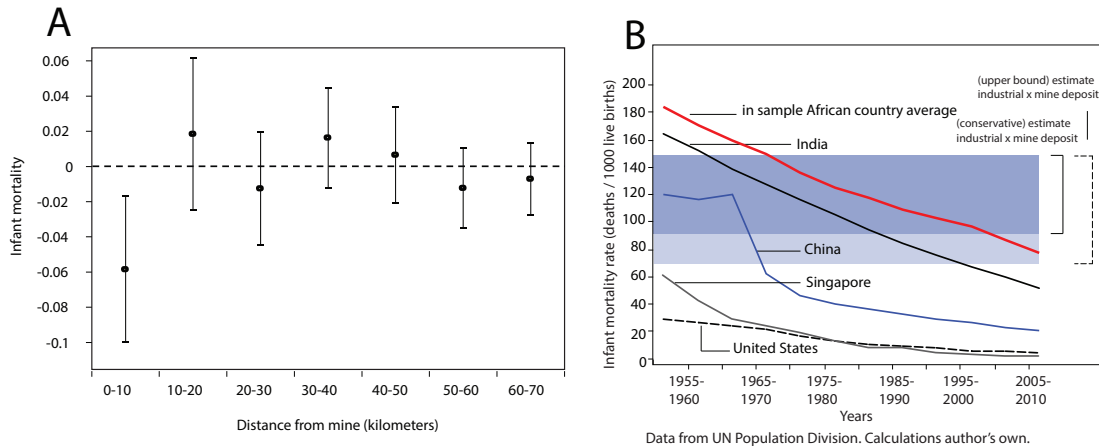 A
Infant mortality
0.06
0.04
0.02
0
-0.02
-0.04
-0.06
-0.08
-0.1
0-10
10-20
20-30
30-40
40-50
50-60
60-70
Distance from mine (kilometers)
B
Infant mortality rate (deaths / 1000 live births)
200
180
160
140
120
100
80
60
40
20
0
(upper bound) estimate
industrial x mine deposit
in sample African country average
(conservative) estimate
industrial x mine deposit
India
China
Singapore
United States
1955-
1960
1965-
1970
1975-
1980
1985-
1990
1995-
2000
2005-
2010
Years
Data from UN Population Division. Calculations author's own.